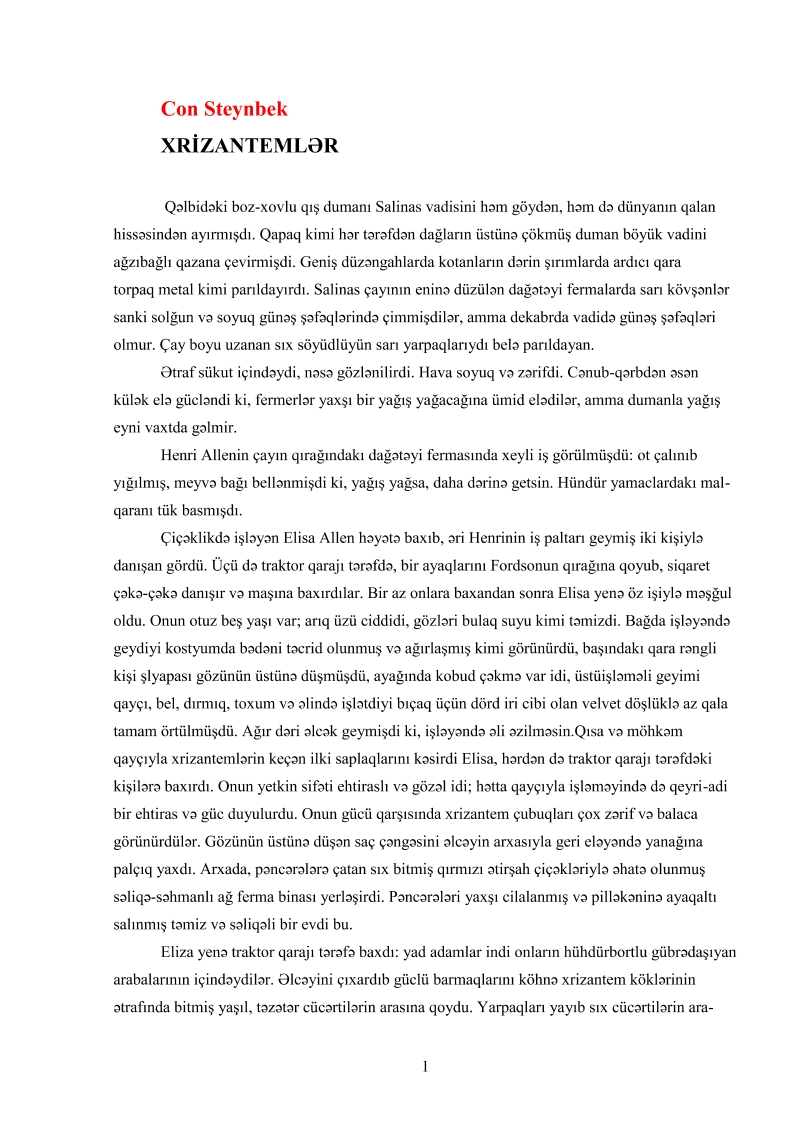 Con Steynbek
XRİZANTEMLƏR
Qəlbidəki boz-xovlu qış dumanı Salinas vadisini həm göydən, həm də dünyanın qalan
hissəsindən ayırmışdı. Qapaq kimi hər tərəfdən dağların üstünə çökmüş duman böyük vadini
ağzıbağlı qazana çevirmişdi. Geniş düzəngahlarda kotanların dərin şırımlarda ardıcı qara
torpaq metal kimi parıldayırdı. Salinas çayının eninə düzülən dağətəyi fermalarda sarı kövşənlər
sanki solğun və soyuq günəş şəfəqlərində çimmişdilər, amma dekabrda vadidə günəş şəfəqləri
olmur. Çay boyu uzanan sıx söyüdlüyün sarı yarpaqlarıydı belə parıldayan.
Ətraf sükut içindəydi, nəsə gözlənilirdi. Hava soyuq və zərifdi. Cənub-qərbdən əsən
külək elə gücləndi ki, fermerlər yaxşı bir yağış yağacağına ümid elədilər, amma dumanla yağış
eyni vaxtda gəlmir.
Henri Allenin çayın qırağındakı dağətəyi fermasında xeyli iş görülmüşdü: ot çalınıb
yığılmış, meyvə bağı bellənmişdi ki, yağış yağsa, daha dərinə getsin. Hündür yamaclardakı mal-
qaranı tük basmışdı.
Çiçəklikdə işləyən Elisa Allen həyətə baxıb, əri Henrinin iş paltarı geymiş iki kişiylə
danışan gördü. Üçü də traktor qarajı tərəfdə, bir ayaqlarını Fordsonun qırağına qoyub, siqaret
çəkə-çəkə danışır və maşına baxırdılar. Bir az onlara baxandan sonra Elisa yenə öz işiylə məşğul
oldu. Onun otuz beş yaşı var; arıq üzü ciddidi, gözləri bulaq suyu kimi təmizdi. Bağda işləyəndə
geydiyi kostyumda bədəni təcrid olunmuş və ağırlaşmış kimi görünürdü, başındakı qara rəngli
kişi şlyapası gözünün üstünə düşmüşdü, ayağında kobud çəkmə var idi, üstüişləməli geyimi
qayçı, bel, dırmıq, toxum və əlində işlətdiyi bıçaq üçün dörd iri cibi olan velvet döşlüklə az qala
tamam örtülmüşdü. Ağır dəri əlcək geymişdi ki, işləyəndə əli əzilməsin.Qısa və möhkəm
qayçıyla xrizantemlərin keçən ilki saplaqlarını kəsirdi Elisa, hərdən də traktor qarajı tərəfdəki
kişilərə baxırdı. Onun yetkin sifəti ehtiraslı və gözəl idi; hətta qayçıyla işləməyində də qeyri-adi
bir ehtiras və güc duyulurdu. Onun gücü qarşısında xrizantem çubuqları çox zərif və balaca
görünürdülər. Gözünün üstünə düşən saç çəngəsini əlcəyin arxasıyla geri eləyəndə yanağına
palçıq yaxdı. Arxada, pəncərələrə çatan sıx bitmiş qırmızı ətirşah çiçəkləriylə əhatə olunmuş
səliqə-səhmanlı ağ ferma binası yerləşirdi. Pəncərələri yaxşı cilalanmış və pilləkəninə ayaqaltı
salınmış təmiz və səliqəli bir evdi bu.
Eliza yenə traktor qarajı tərəfə baxdı: yad adamlar indi onların hühdürbortlu gübrədaşıyan
arabalarının içindəydilər. Əlcəyini çıxardıb güclü barmaqlarını köhnə xrizantem köklərinin
ətrafında bitmiş yaşıl, təzətər cücərtilərin arasına qoydu. Yarpaqları yayıb sıx cücərtilərin ara-
1